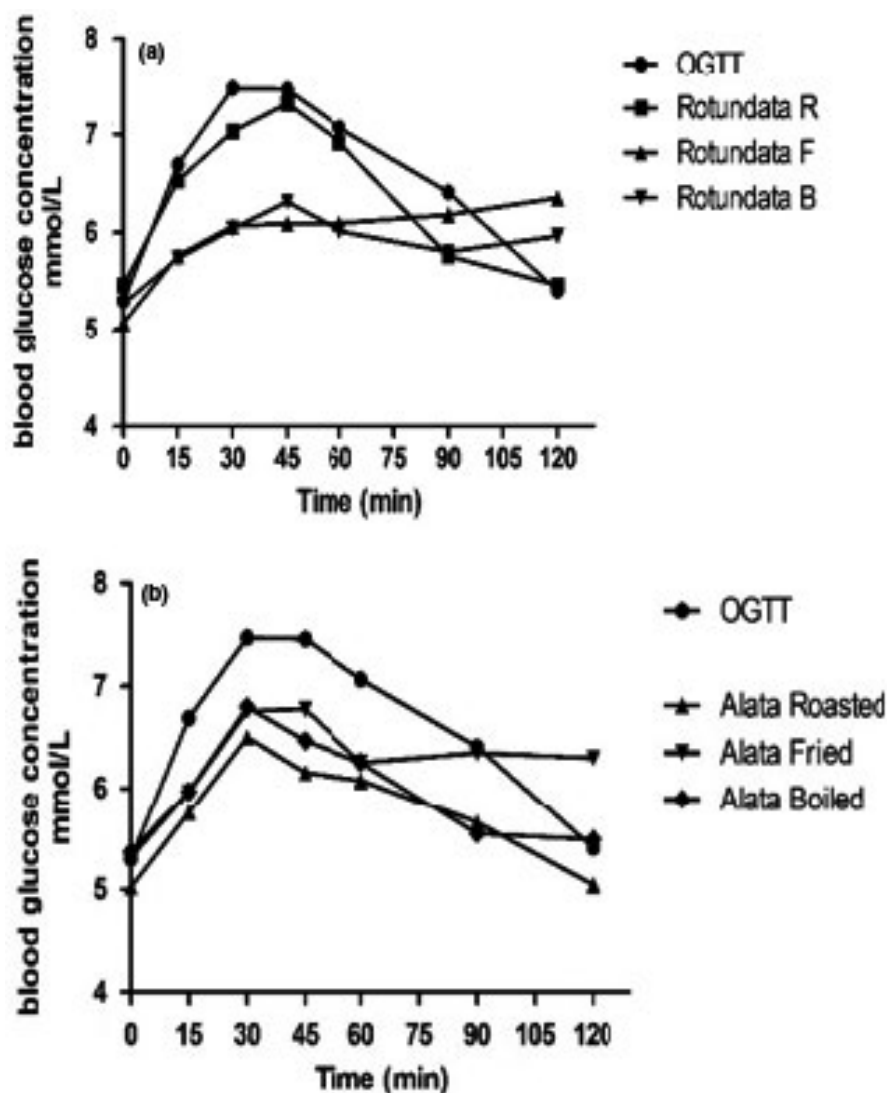 (a)
blood glucose concentration
mmol/L
8
7
6
5
4
0 15 30 45 60 75 90 105 120
Time (min)
OGTT
Rotundata R
Rotundata F
Rotundata B
(b)
blood glucose concentration
mmol/L
8
7
6
5
4
0 15 30 45 60 75 90 105 120
Time (min)
OGTT
Alata Roasted
Alata Fried
Alata Boiled